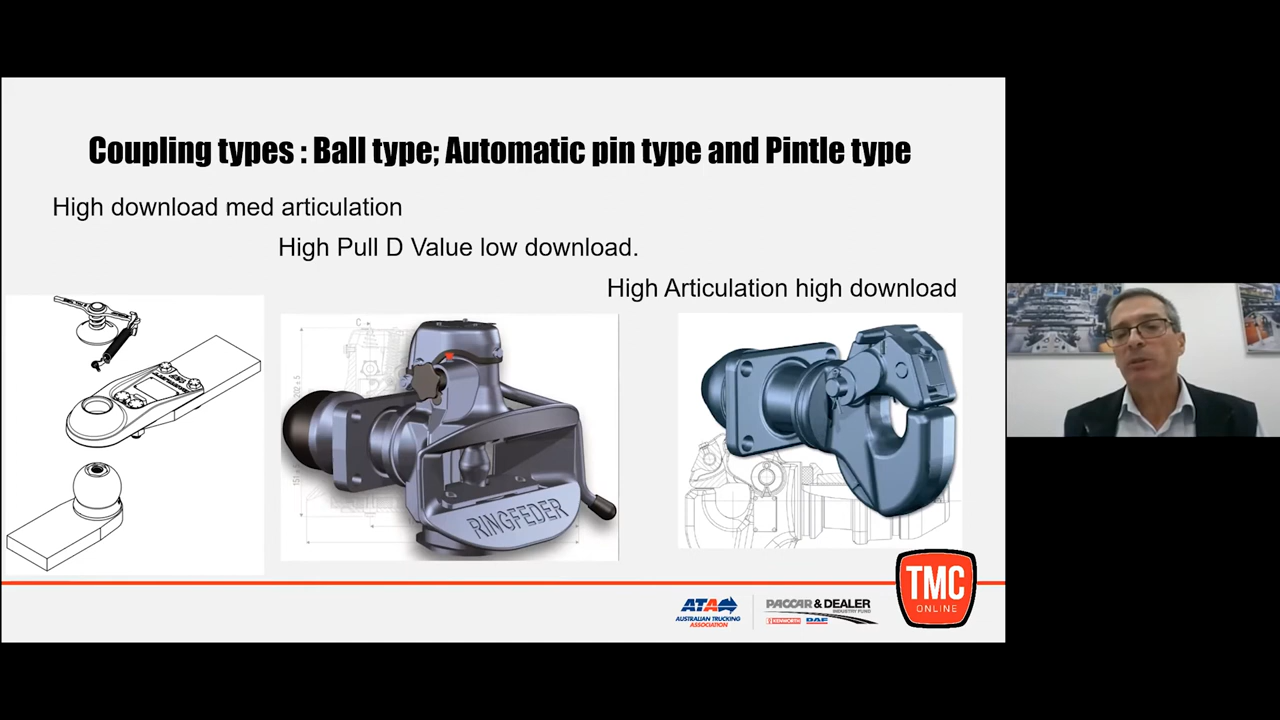 Coupling types : Ball type; Automatic pin type and Pintle type
High download med articulation
High Pull D Value low download.
High Articulation high download
RINGFEDER
ATA
AUSTRALIAN TRUCKING
ASSOCIATION
PACCAR & DEALER
INDUSTRY FUND
KENWORTH
DAF
TMC
ONLINE